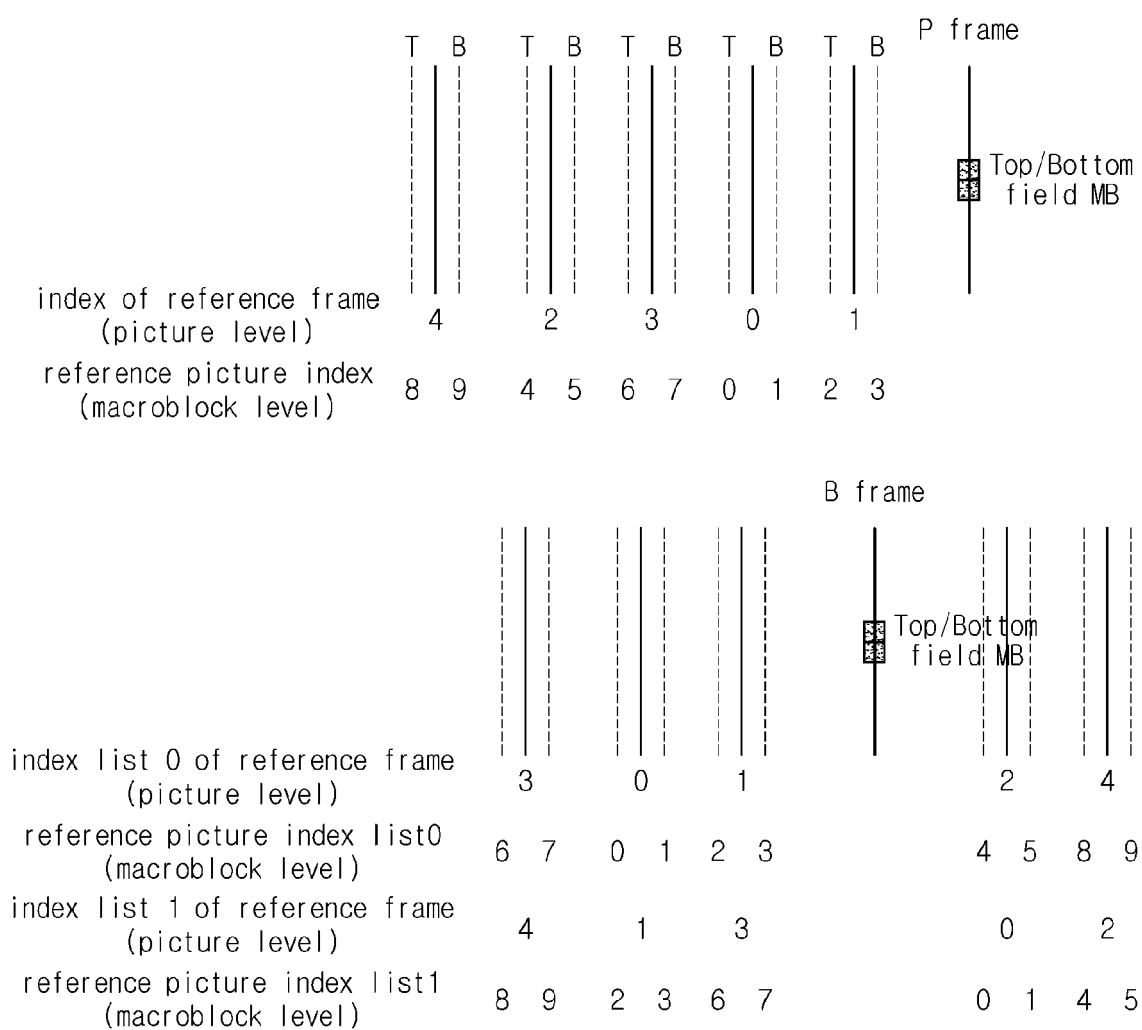 P frame
T B T B T B T B T B
Top/Bottom
field MB
index of reference frame
(picture level)
4 2 3 0 1
reference picture index
(macroblock level)
8 9 4 5 6 7 0 1 2 3
B frame
Top/Bottom
field MB
index list 0 of reference frame
(picture level)
3 0 1 2 4
reference picture index list0
(macroblock level)
6 7 0 1 2 3 4 5 8 9
index list 1 of reference frame
(picture level)
4 1 3 0 2
reference picture index list1
(macroblock level)
8 9 2 3 6 7 0 1 4 5